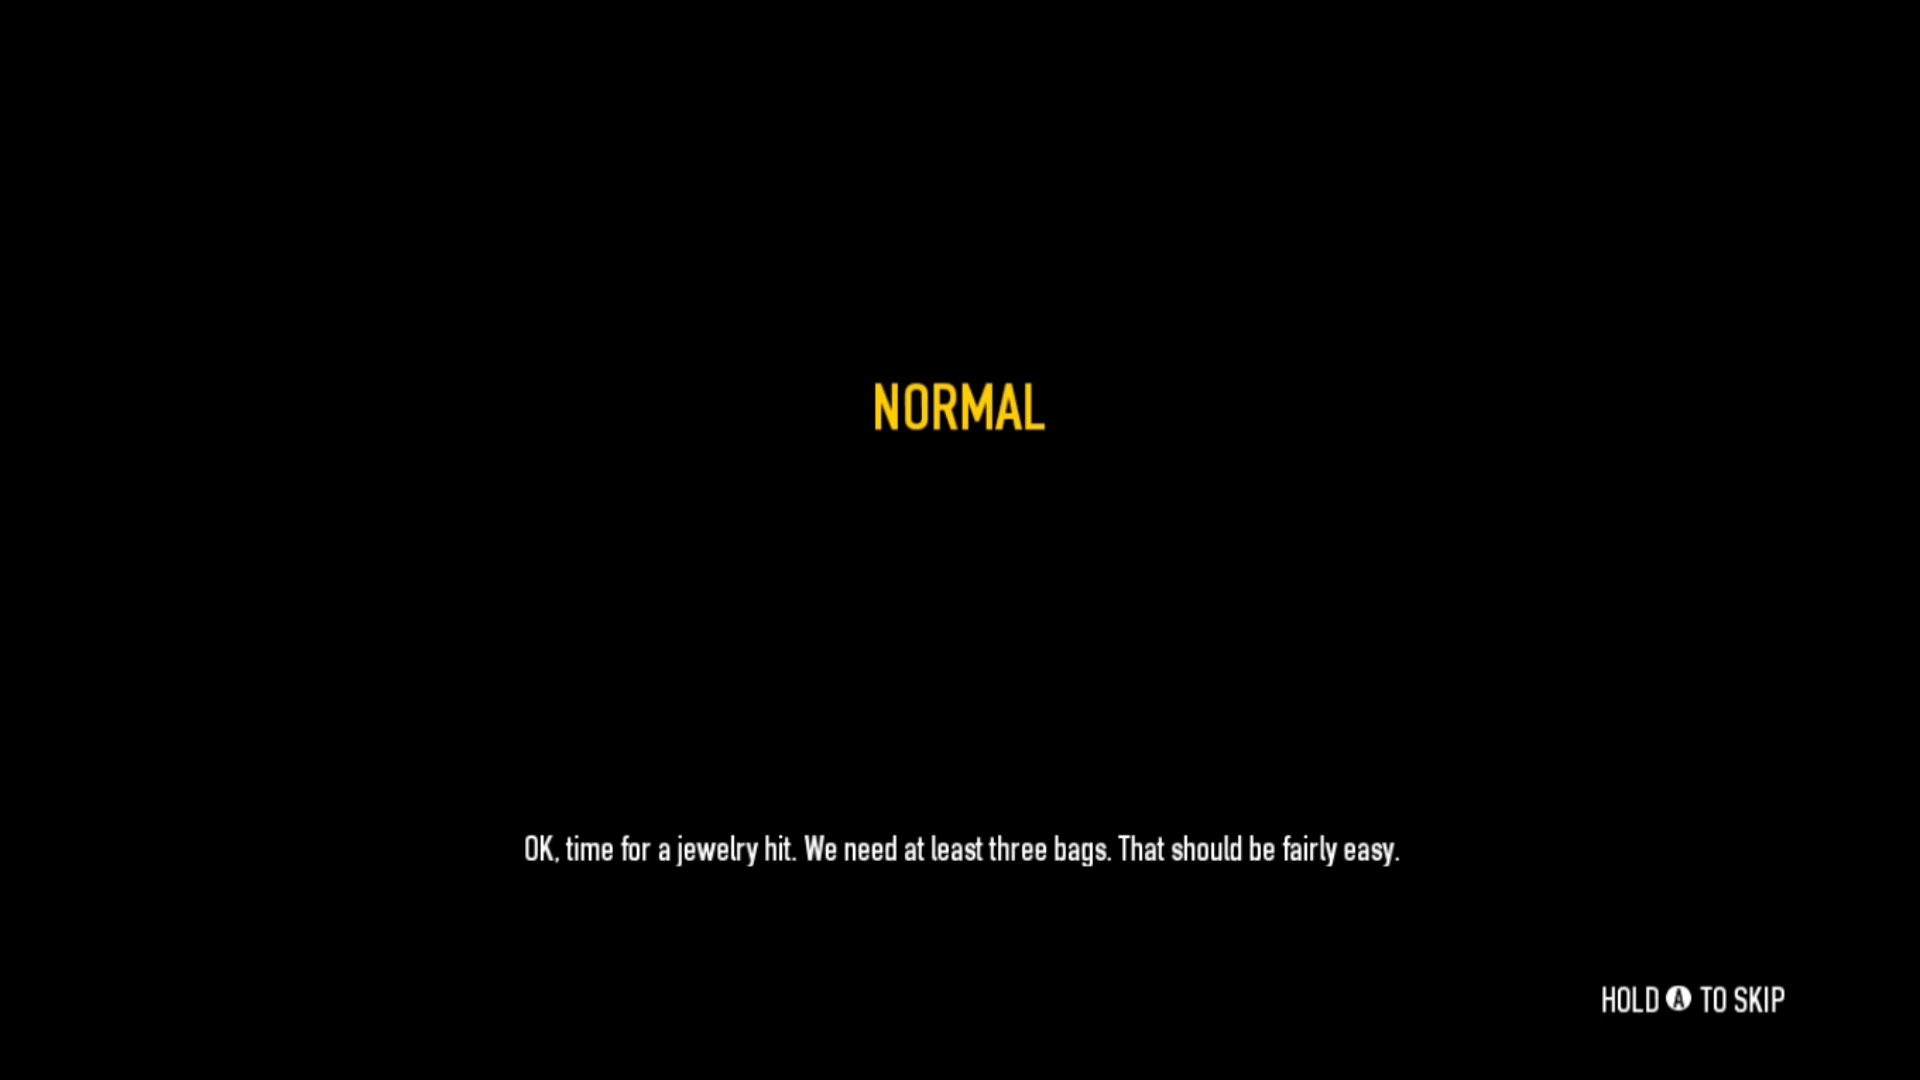 NORMAL
OK, time for a jewelry hit. We need at least three bags. That should be fairly easy.
HOLD A TO SKIP